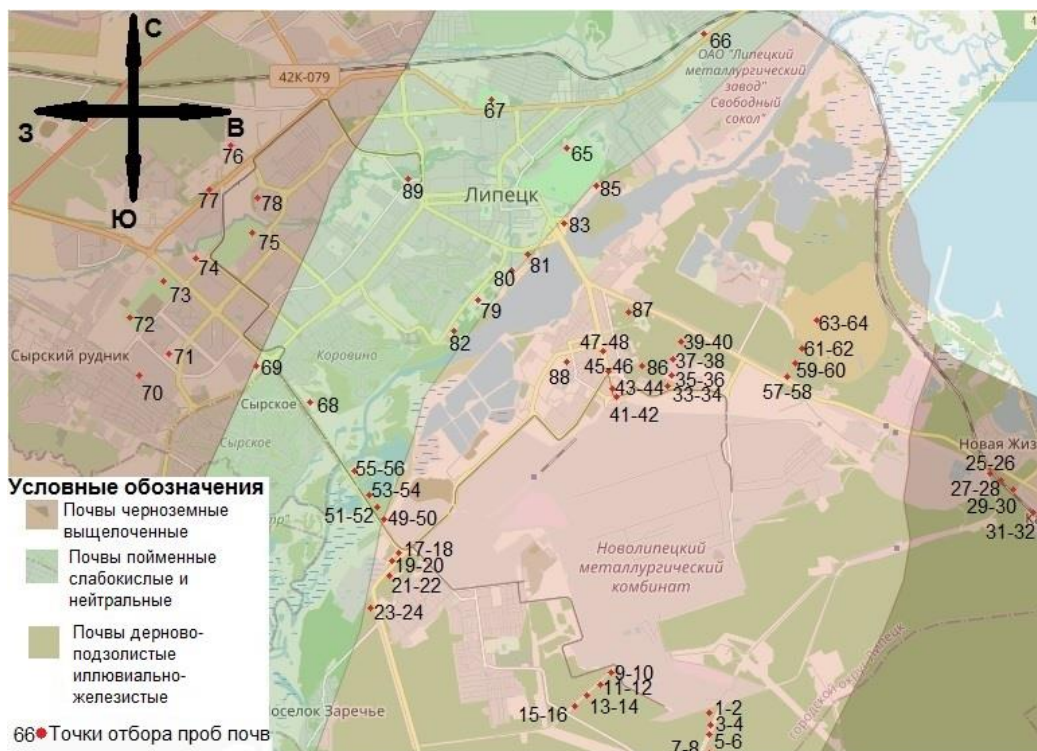 С
З
В
Ю
42К-079
4
66
ОАО "Липецкий
металлургический
завод"
Свободный
сокол"
67
65
76
77
78
89
85
Липецк
83
75
74
73
72
71
70
Сырский рудник
69
80
81
79
82
Коровино
Сырское
68
Сырское
87
63-64
61-62
59-60
57-58
47-48
45-46
88
86
39-40
37-38
35-36
33-34
43-44
41-42
55-56
53-54
51-52
49-50
17-18
19-20
21-22
23-24
Новая Жиз
25-26
27-28
29-30
31-32
Новолипецкий
металлургический
комбинат
городской округ Липецк
9-10
11-12
13-14
15-16
1-2
3-4
5-6
7-8
оселок Заречье
Условные обозначения
Почвы черноземные
выщелоченные
Почвы пойменные
слабокислые и
нейтральные
Почвы дерново-
подзолистые
иллювиально-
железистые
66 Точки отбора проб почв